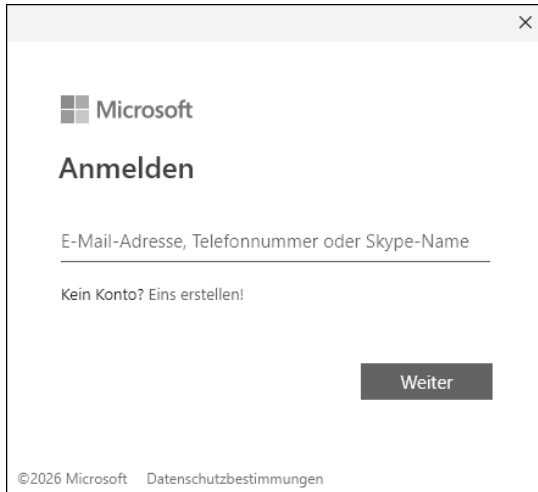 Microsoft
Anmelden
E-Mail-Adresse, Telefonnummer oder Skype-Name
Kein Konto? Eins erstellen!
Weiter
©2026 Microsoft Datenschutzbestimmungen